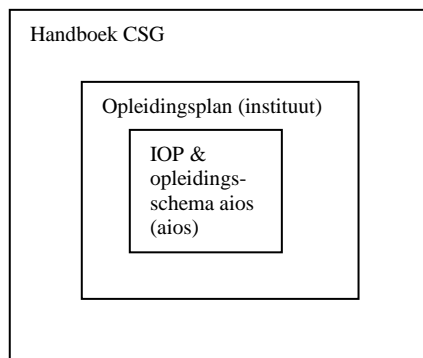 Handboek CSG
Opleidingsplan (instituut)
IOP &
opleidings-
schema aios
(aios)